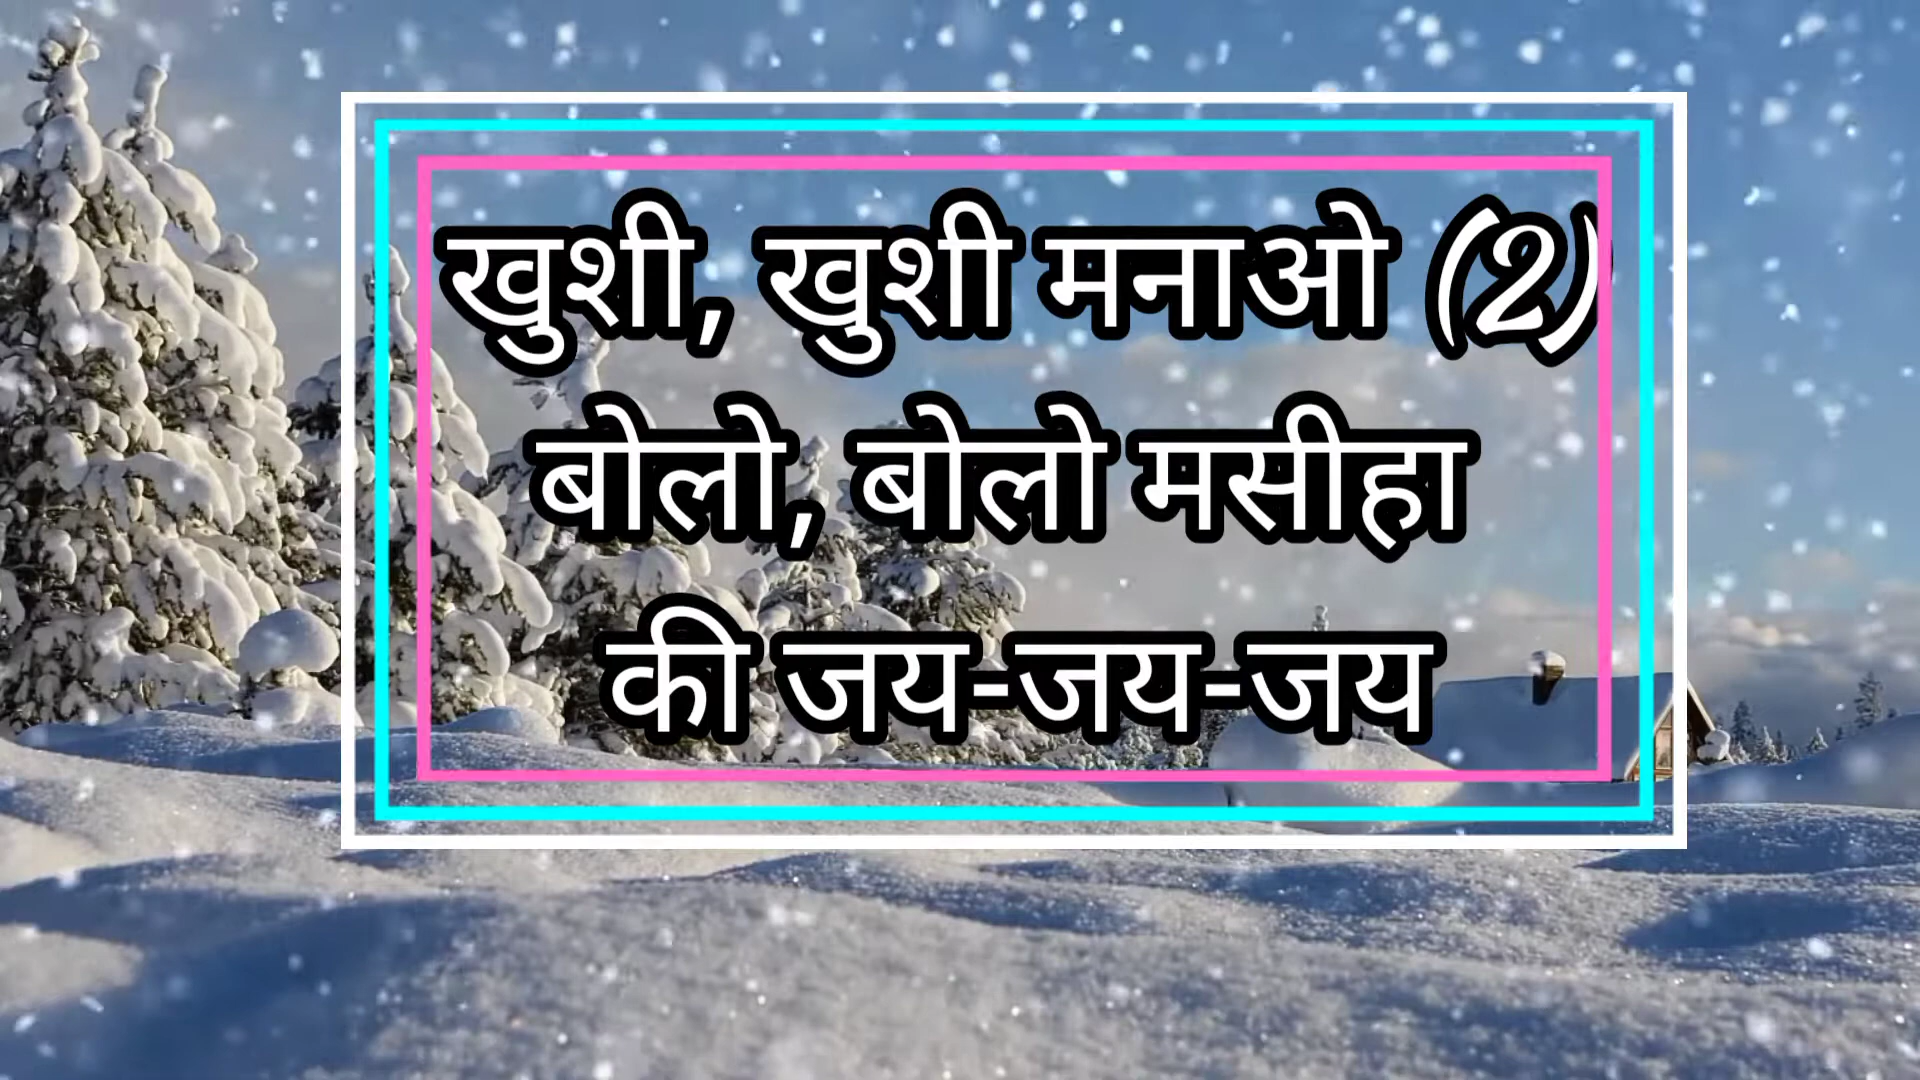 खुशी, खुशी मनाओ (2)
बोलो, बोलो मसीहा
की जय-जय-जय